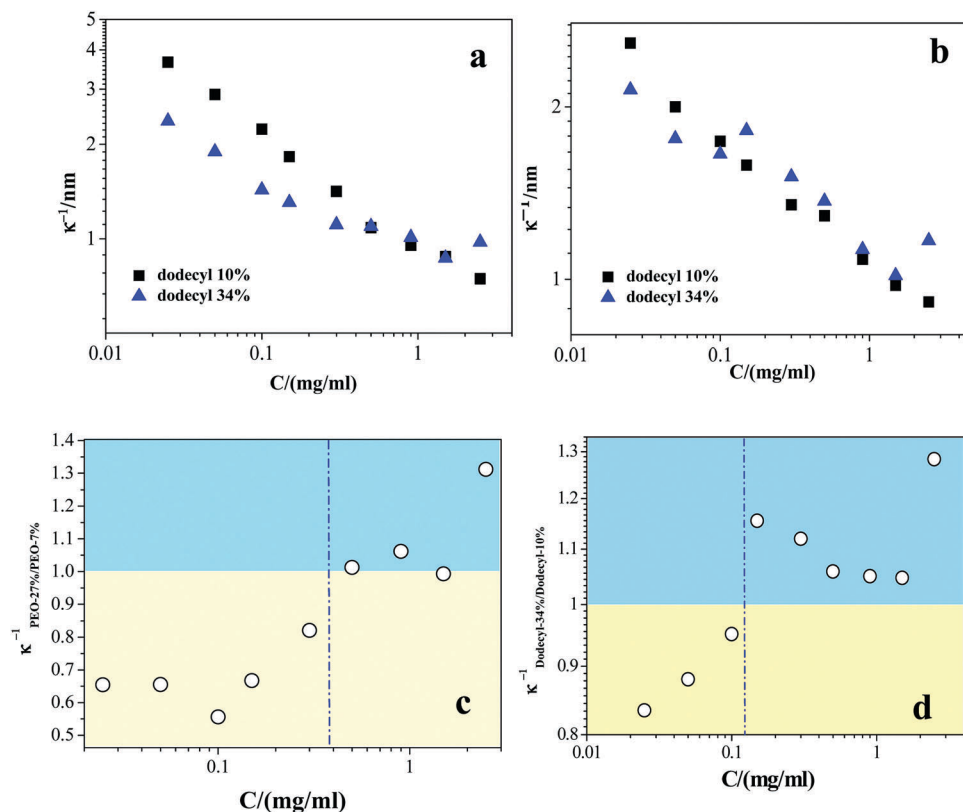 a
5
4
3
2
1
κ⁻¹/nm
dodecyl 10%
dodecyl 34%
0.01
0.1
1
C/(mg/ml)
b
2
1
κ⁻¹/nm
dodecyl 10%
dodecyl 34%
0.01
0.1
1
C/(mg/ml)
1.4
1.3
1.2
1.1
1.0
0.9
0.8
0.7
0.6
0.5
κ⁻¹ PEO-27%/PEO-7%
c
0.1
1
C/(mg/ml)
1.3
1.2
1.1
1
0.9
0.8
κ⁻¹ Dodecyl-34%/Dodecyl-10%
d
0.01
0.1
1
C/(mg/ml)